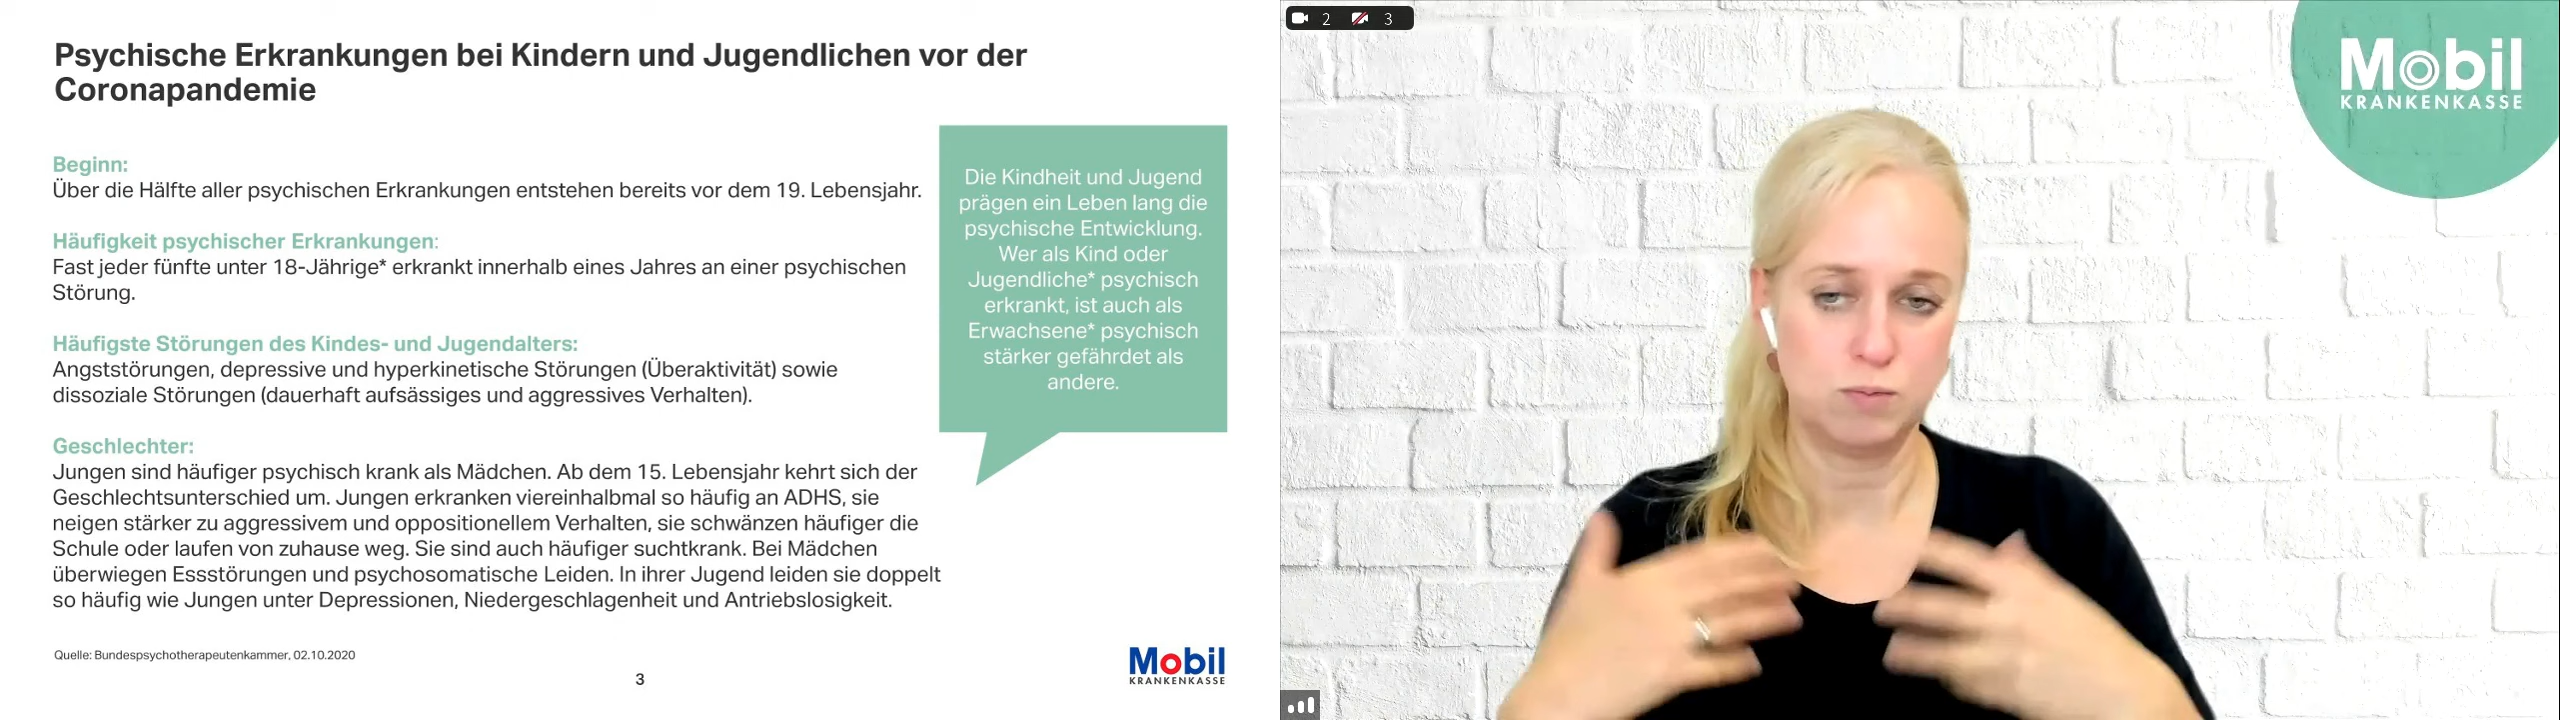 Psychische Erkrankungen bei Kindern und Jugendlichen vor der
Coronapandemie
Beginn:
Über die Hälfte aller psychischen Erkrankungen entstehen bereits vor dem 19. Lebensjahr.
Häufigkeit psychischer Erkrankungen:
Fast jeder fünfte unter 18-Jährige* erkrankt innerhalb eines Jahres an einer psychischen
Störung.
Häufigste Störungen des Kindes- und Jugendalters:
Angststörungen, depressive und hyperkinetische Störungen (Überaktivität) sowie
dissoziale Störungen (dauerhaft aufsässiges und aggressives Verhalten).
Geschlechter:
Jungen sind häufiger psychisch krank als Mädchen. Ab dem 15. Lebensjahr kehrt sich der
Geschlechtsunterschied um. Jungen erkranken viereinhalbmal so häufig an ADHS, sie
neigen stärker zu aggressivem und oppositionellem Verhalten, sie schwänzen häufiger die
Schule oder laufen von zuhause weg. Sie sind auch häufiger suchtkrank. Bei Mädchen
überwiegen Essstörungen und psychosomatische Leiden. In ihrer Jugend leiden sie doppelt
so häufig wie Jungen unter Depressionen, Niedergeschlagenheit und Antriebslosigkeit.
Die Kindheit und Jugend
prägen ein Leben lang die
psychische Entwicklung.
Wer als Kind oder
Jugendliche* psychisch
erkrankt, ist auch als
Erwachsene* psychisch
stärker gefährdet als
andere.
Quelle: Bundespsychotherapeutenkammer, 02.10.2020
3
Mobil
KRANKENKASSE
2 3
Mobil
KRANKENKASSE